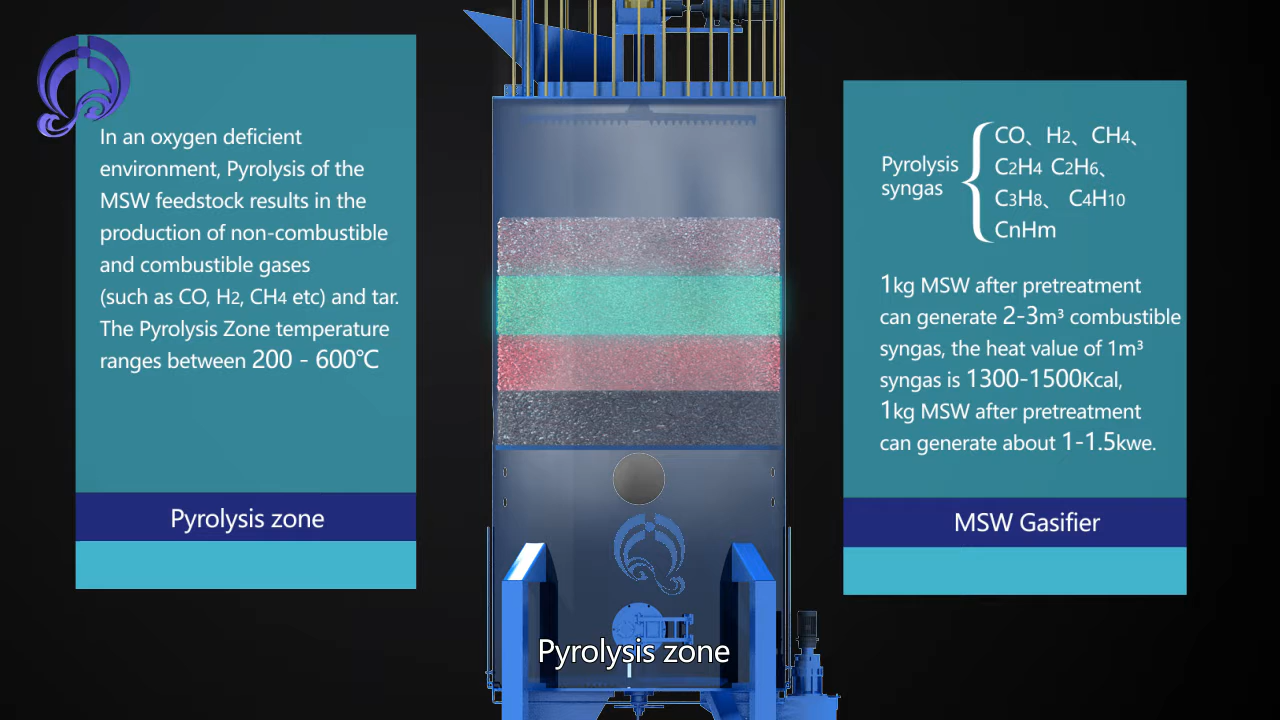 In an oxygen deficient
environment, Pyrolysis of the
MSW feedstock results in the
production of non-combustible
and combustible gases
(such as CO, H2, CH4 etc) and tar.
The Pyrolysis Zone temperature
ranges between 200 - 600℃
Pyrolysis zone
Pyrolysis
syngas
CO、H2、CH4、
C2H4 C2H6、
C3H8、 C4H10
CnHm
1kg MSW after pretreatment
can generate 2-3m³ combustible
syngas, the heat value of 1m³
syngas is 1300-1500Kcal,
1kg MSW after pretreatment
can generate about 1-1.5kwe.
MSW Gasifier
Pyrolysis zone